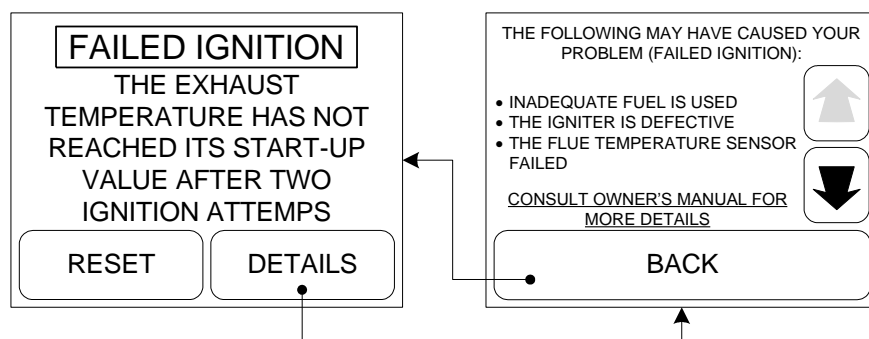 FAILED IGNITION
THE EXHAUST
TEMPERATURE HAS NOT
REACHED ITS START-UP
VALUE AFTER TWO
IGNITION ATTEMPS
RESET
DETAILS
THE FOLLOWING MAY HAVE CAUSED YOUR
PROBLEM (FAILED IGNITION):
• INADEQUATE FUEL IS USED
• THE IGNITER IS DEFECTIVE
• THE FLUE TEMPERATURE SENSOR
FAILED
CONSULT OWNER'S MANUAL FOR
MORE DETAILS
BACK